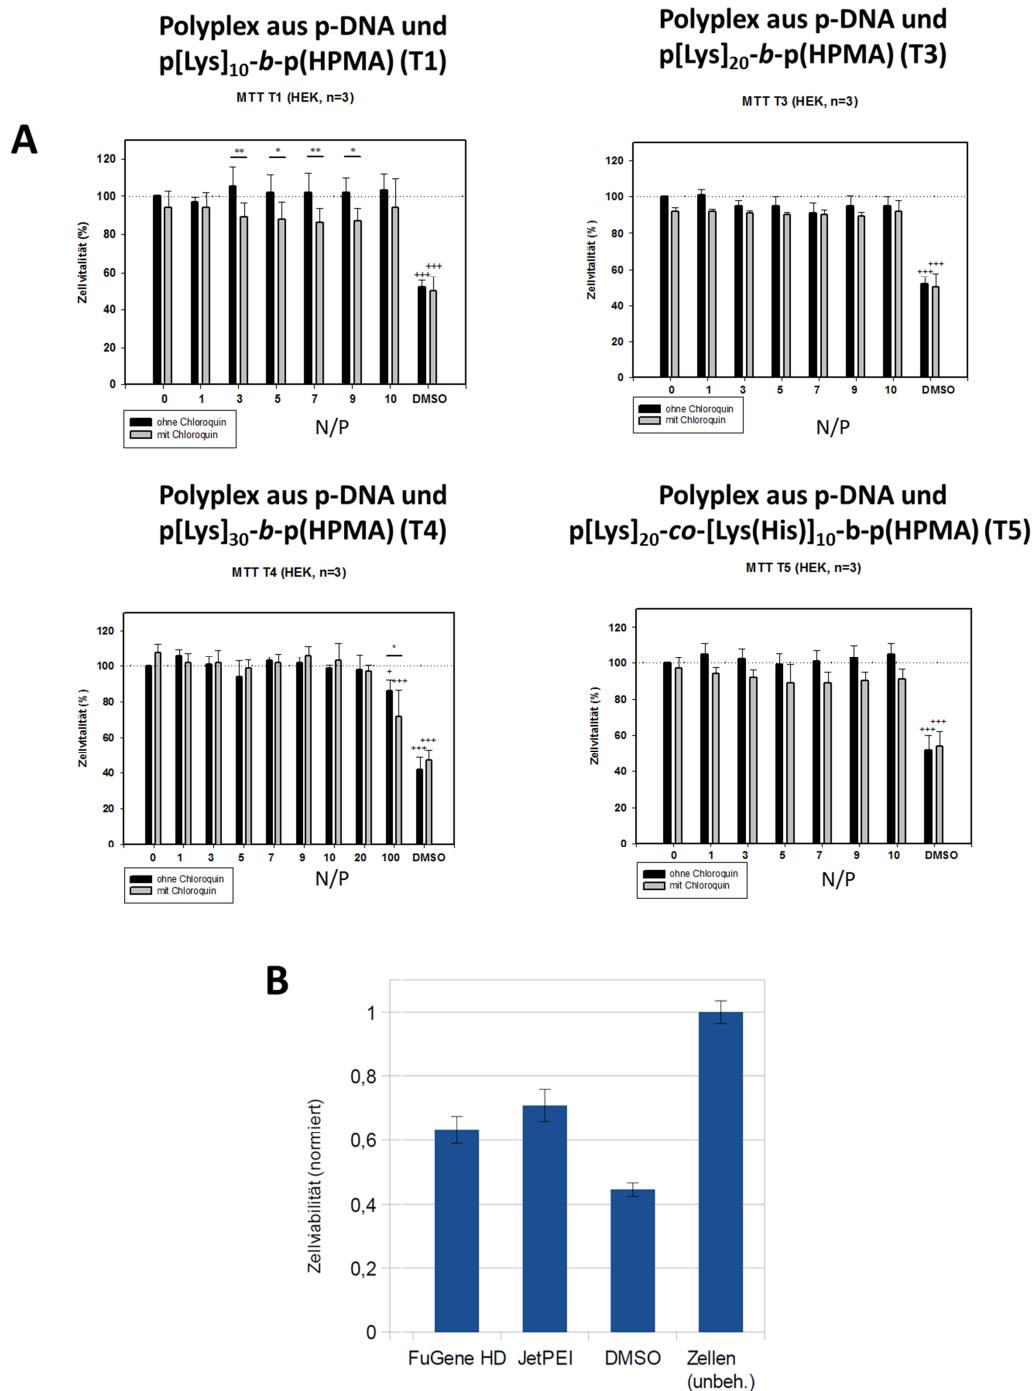 Polyplex aus p-DNA und
p[Lys]10-b-p(HPMA) (T1)
MTT T1 (HEK, n=3)
A
Zellvitalität (%)
120
100
80
60
40
20
0
** * ** *
+++ +++
0 1 3 5 7 9 10 DMSO
ohne Chloroquin
mit Chloroquin
N/P
Polyplex aus p-DNA und
p[Lys]20-b-p(HPMA) (T3)
MTT T3 (HEK, n=3)
Zellvitalität (%)
120
100
80
60
40
20
0
+++ +++
0 1 3 5 7 9 10 DMSO
ohne Chloroquin
mit Chloroquin
N/P
Polyplex aus p-DNA und
p[Lys]30-b-p(HPMA) (T4)
MTT T4 (HEK, n=3)
Zellvitalität (%)
120
100
80
60
40
20
0
*
+ +++
+++ +++
0 1 3 5 7 9 10 20 100 DMSO
ohne Chloroquin
mit Chloroquin
N/P
Polyplex aus p-DNA und
p[Lys]20-co-[Lys(His)]10-b-p(HPMA) (T5)
MTT T5 (HEK, n=3)
Zellvitalität (%)
120
100
80
60
40
20
0
+++ +++
0 1 3 5 7 9 10 DMSO
ohne Chloroquin
mit Chloroquin
N/P
B
Zellviabilität (normiert)
1
0,8
0,6
0,4
0,2
0
FuGene HD JetPEI DMSO Zellen
(unbeh.)